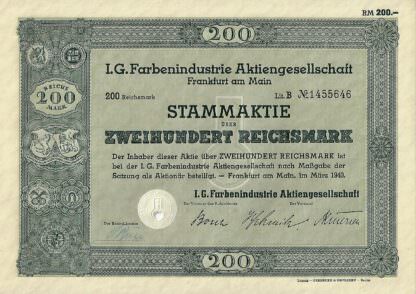 RM 200.—
200
I.G. Farbenindustrie Aktiengesellschaft
Frankfurt am Main
200 Reichsmark
Lit. B № 1455646
REICHS
200
MARK
STAMMAKTIE
ÜBER
ZWEIHUNDERT REICHSMARK
Der Inhaber dieser Aktie über ZWEIHUNDERT REICHSMARK ist
bei der I. G. Farbenindustrie Aktiengesellschaft nach Maßgabe der
Satzung als Aktionär beteiligt. — Frankfurt am Main, im März 1943.
I. G. Farbenindustrie Aktiengesellschaft
Der Vorstand
200